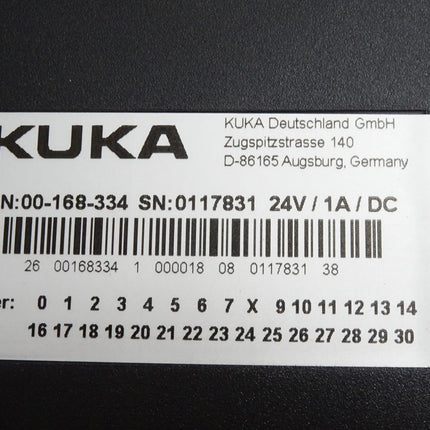 KUKA
KUKA Deutschland GmbH
Zugspitzstrasse 140
D-86165 Augsburg, Germany
N:00-168-334 SN:0117831 24V / 1A / DC
26 00168334 1 000018 08 0117831 38
er: 0 1 2 3 4 5 6 7 X 9 10 11 12 13 14
16 17 18 19 20 21 22 23 24 25 26 27 28 29 30